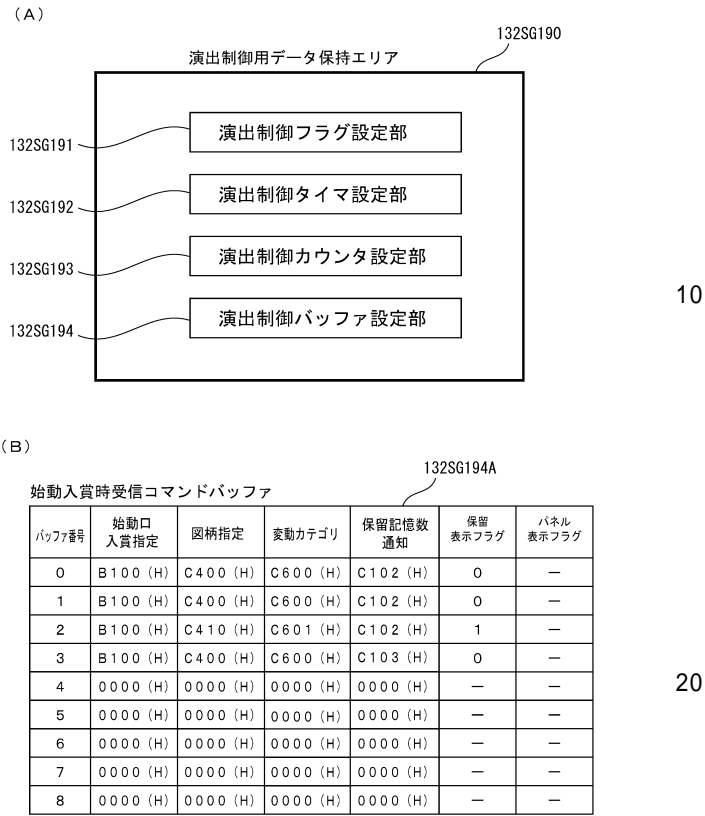 (A)
132SG190
演出制御用データ保持エリア
132SG191
演出制御フラグ設定部
132SG192
演出制御タイマ設定部
132SG193
演出制御カウンタ設定部
10
132SG194
演出制御バッファ設定部
(B)
132SG194A
始動入賞時受信コマンドバッファ
バッファ番号 始動口入賞指定 図柄指定 変動カテゴリ 保留記憶数通知 保留表示フラグ パネル表示フラグ
0 B100(H) C400(H) C600(H) C102(H) 0 —
1 B100(H) C400(H) C600(H) C102(H) 0 —
2 B100(H) C410(H) C601(H) C102(H) 1 —
3 B100(H) C400(H) C600(H) C103(H) 0 —
4 0000(H) 0000(H) 0000(H) 0000(H) — —
20
5 0000(H) 0000(H) 0000(H) 0000(H) — —
6 0000(H) 0000(H) 0000(H) 0000(H) — —
7 0000(H) 0000(H) 0000(H) 0000(H) — —
8 0000(H) 0000(H) 0000(H) 0000(H) — —